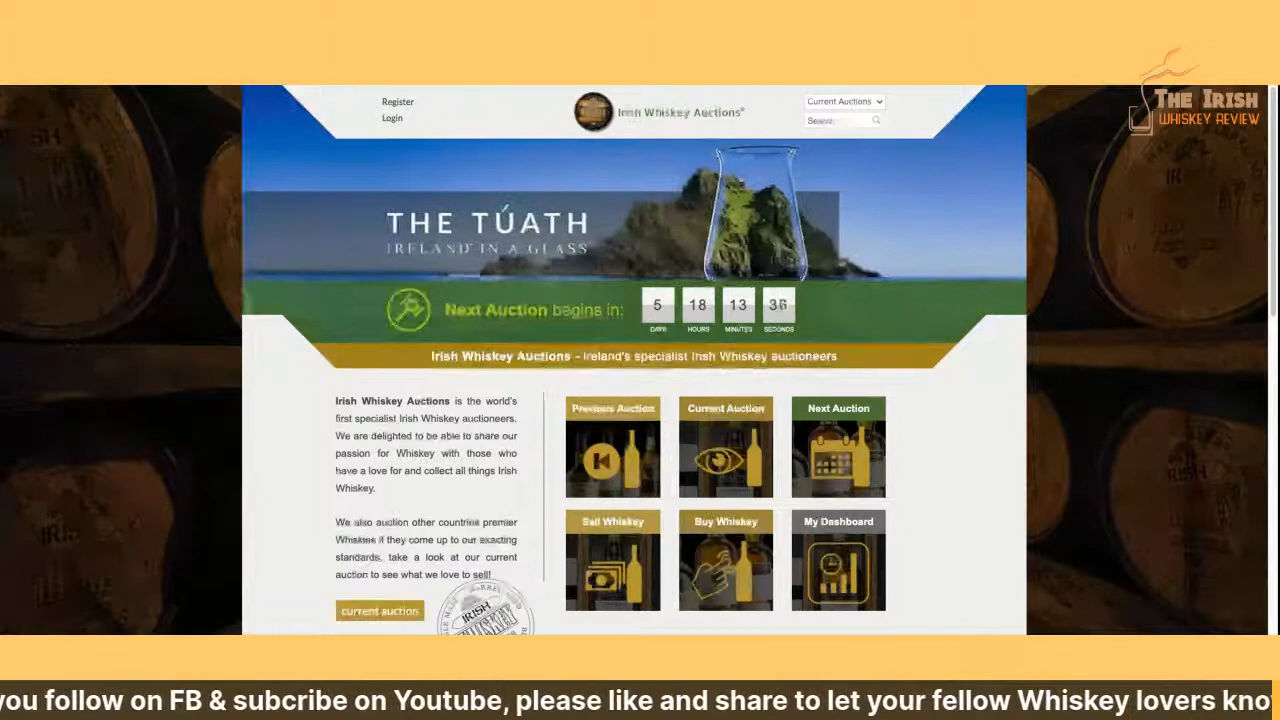 THE IRISH
WHISKEY REVIEW
Register
Login
Irish Whiskey Auctions®
Current Auctions
Search
THE TÚATH
IRELAND IN A GLASS
Next Auction begins in:
5 18 13 36
DAYS HOURS MINUTES SECONDS
Irish Whiskey Auctions - Ireland's specialist Irish Whiskey auctioneers
Irish Whiskey Auctions is the world's
first specialist Irish Whiskey auctioneers.
We are delighted to be able to share our
passion for Whiskey with those who
have a love for and collect all things Irish
Whiskey.
We also auction other countries premier
Whiskies if they come up to our exacting
standards, take a look at our current
auction to see what we love to sell!
current auction
IRISH
Previous Auction
Current Auction
Next Auction
Sell Whiskey
Buy Whiskey
My Dashboard
you follow on FB & subcribe on Youtube, please like and share to let your fellow Whiskey lovers kno